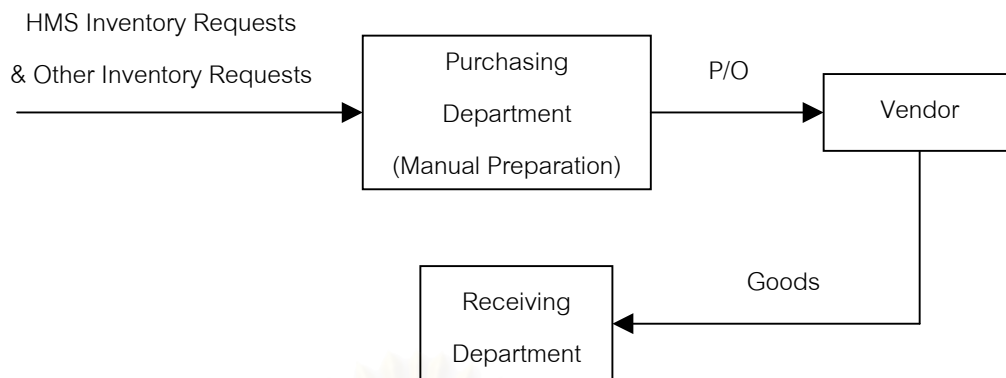 HMS Inventory Requests
& Other Inventory Requests
Purchasing
Department
(Manual Preparation)
P/O
Vendor
Goods
Receiving
Department